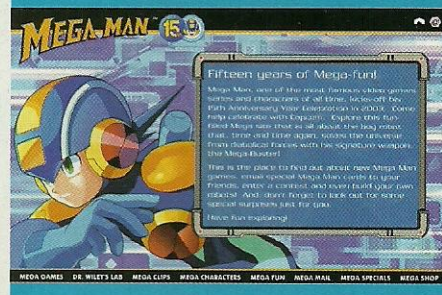 MEGA MAN 15
Fifteen years of Mega-fun!
Mega Man, one of the most famous video games
series and characters of all time, kicks-off his
15th Anniversary Year Celebration in 2003. Come
help celebrate with Capcom. Explore this fun-
filled Mega site that is all about the boy robot
that, time and time again, saves the universe
from diabolical forces with his signature weapon,
the Mega-Buster!
This is the place to find out about new Mega Man
games, email special Mega Man cards to your
friends, enter a contest and even build your own
robots! And don't forget to look out for some
special surprises just for you.
Have fun exploring!
MEGA GAMES DR. WILEY'S LAB MEGA CLIPS MEGA CHARACTERS MEGA FUN MEGA MAIL MEGA SPECIALS MEGA SHOP